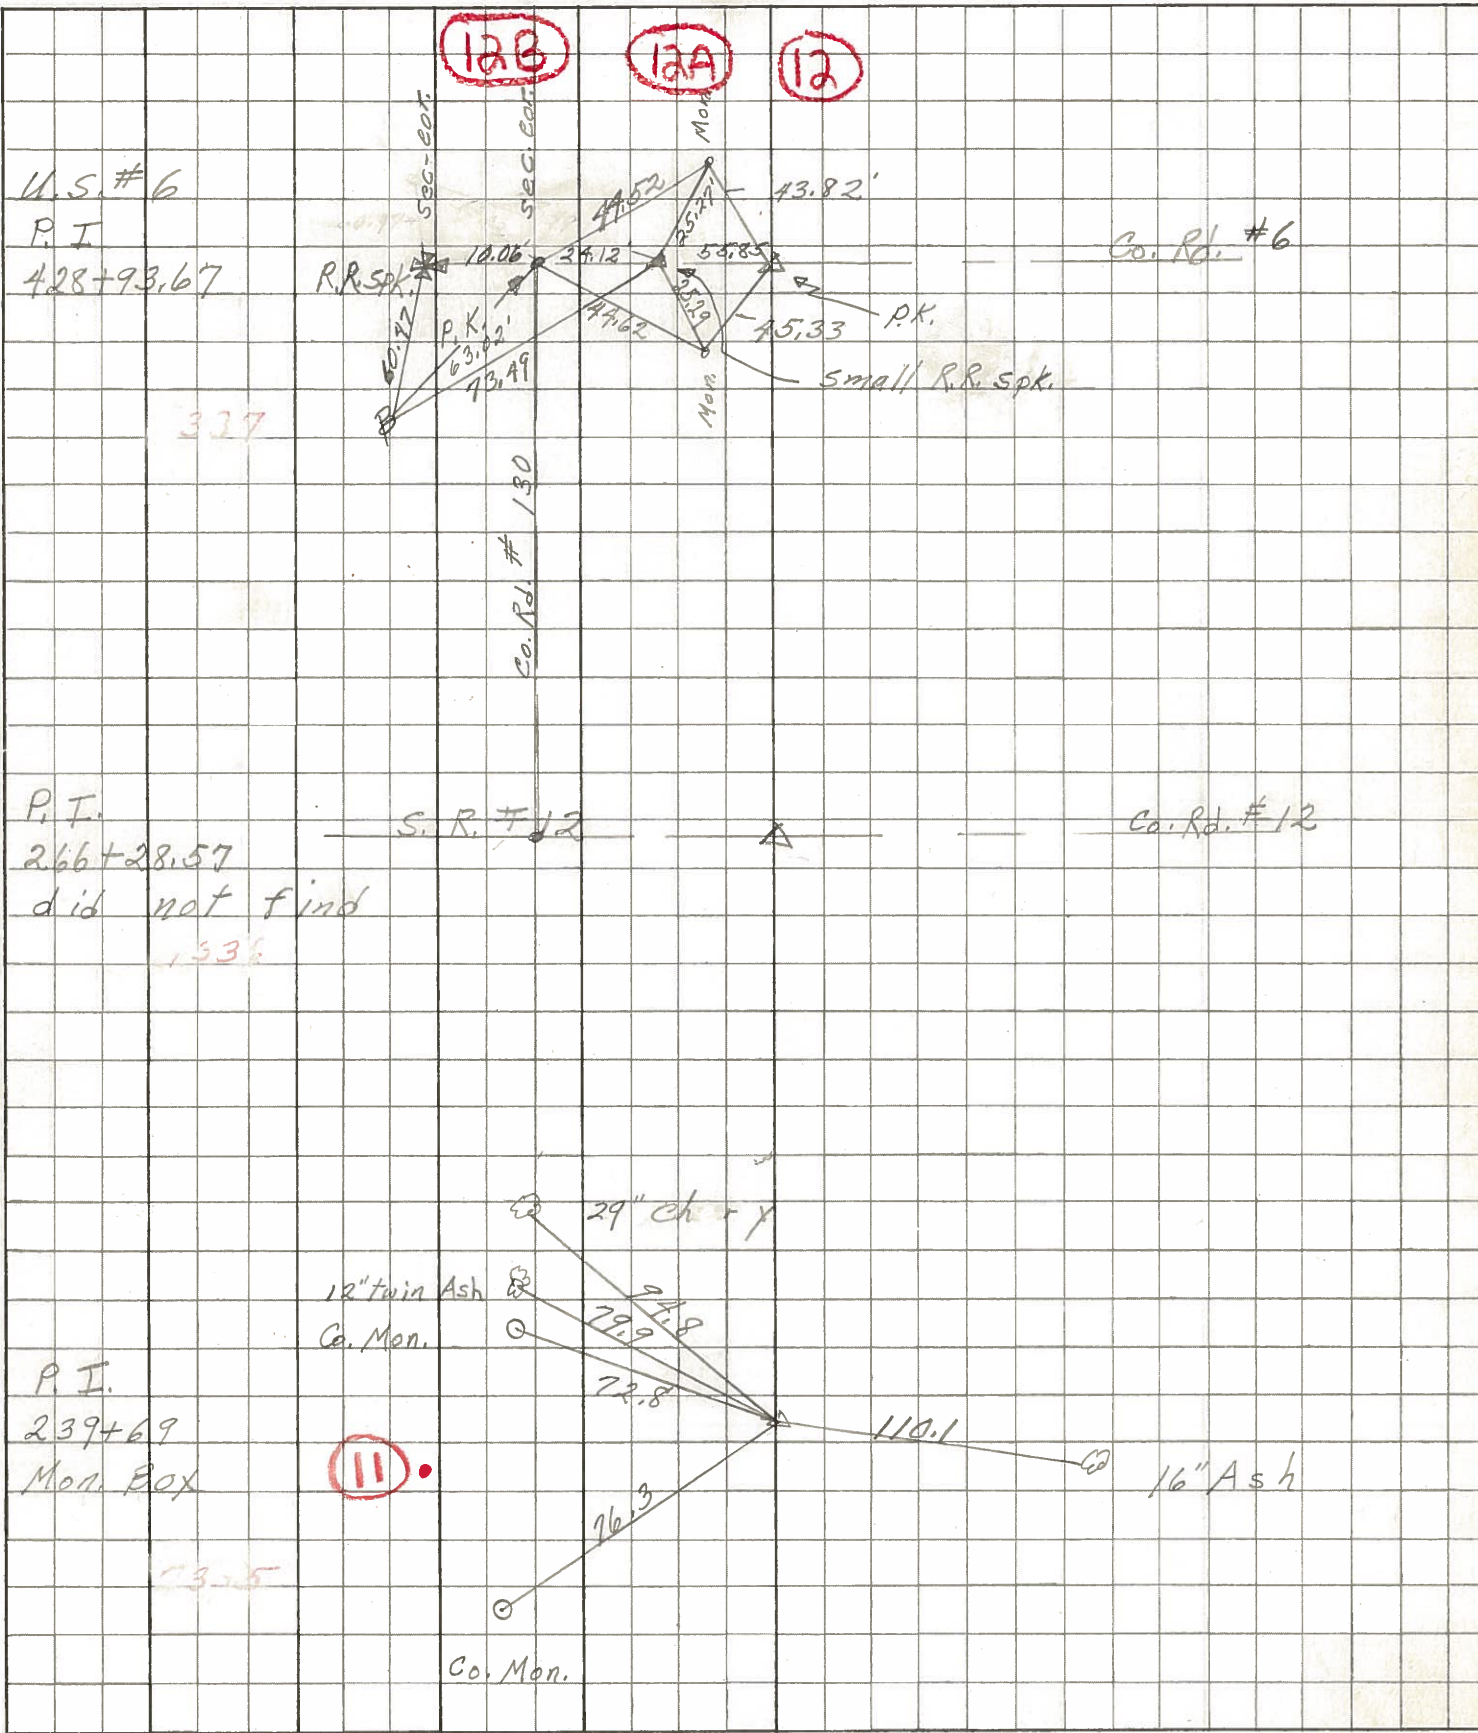 12B
12A
12
sec-cor.
sec. cor.
Mon
U.S. #6
P. I
428+93.67
R.R. spk.
10.06'
24.12'
55.85
44.52
25.27'
43.82'
Co. Rd. #6
P.K.
45.33
25.29
44.62
small R.R. spk.
60.47
P.K.
63.02'
73.49
Mon.
337
Co. Rd. # 130
P. I.
266+28.57
did not find
S. R. #12
Co. Rd. #12
29" ch r y
12" twin Ash
Co. Mon.
94.8
79.9
72.8
P. I.
239+69
Mon. Box
11
110.1
16" Ash
76.3
Co. Mon.